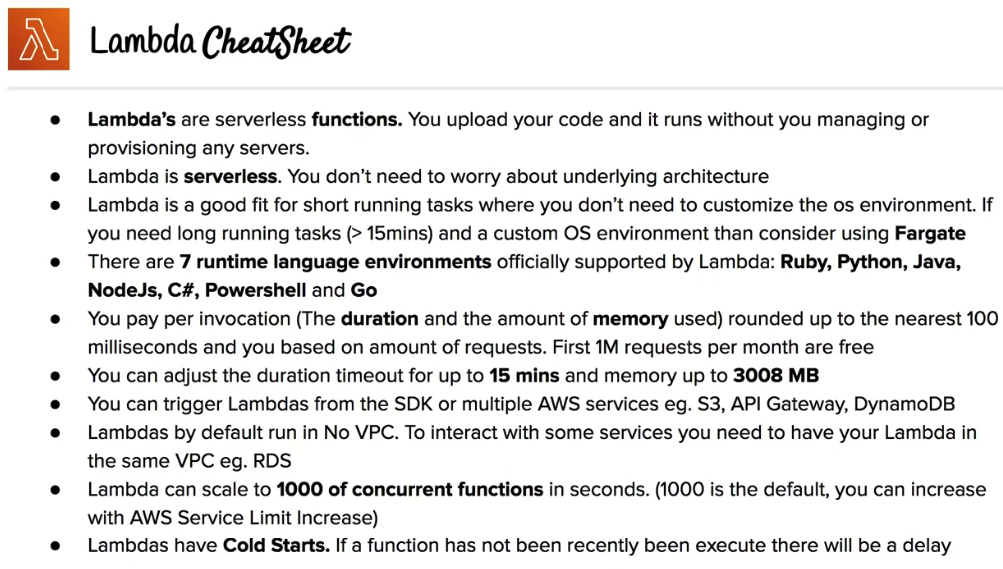 Lambda CheatSheet
● Lambda's are serverless functions. You upload your code and it runs without you managing or
provisioning any servers.
● Lambda is serverless. You don't need to worry about underlying architecture
● Lambda is a good fit for short running tasks where you don't need to customize the os environment. If
you need long running tasks (> 15mins) and a custom OS environment than consider using Fargate
● There are 7 runtime language environments officially supported by Lambda: Ruby, Python, Java,
NodeJs, C#, Powershell and Go
● You pay per invocation (The duration and the amount of memory used) rounded up to the nearest 100
milliseconds and you based on amount of requests. First 1M requests per month are free
● You can adjust the duration timeout for up to 15 mins and memory up to 3008 MB
● You can trigger Lambdas from the SDK or multiple AWS services eg. S3, API Gateway, DynamoDB
● Lambdas by default run in No VPC. To interact with some services you need to have your Lambda in
the same VPC eg. RDS
● Lambda can scale to 1000 of concurrent functions in seconds. (1000 is the default, you can increase
with AWS Service Limit Increase)
● Lambdas have Cold Starts. If a function has not been recently been execute there will be a delay